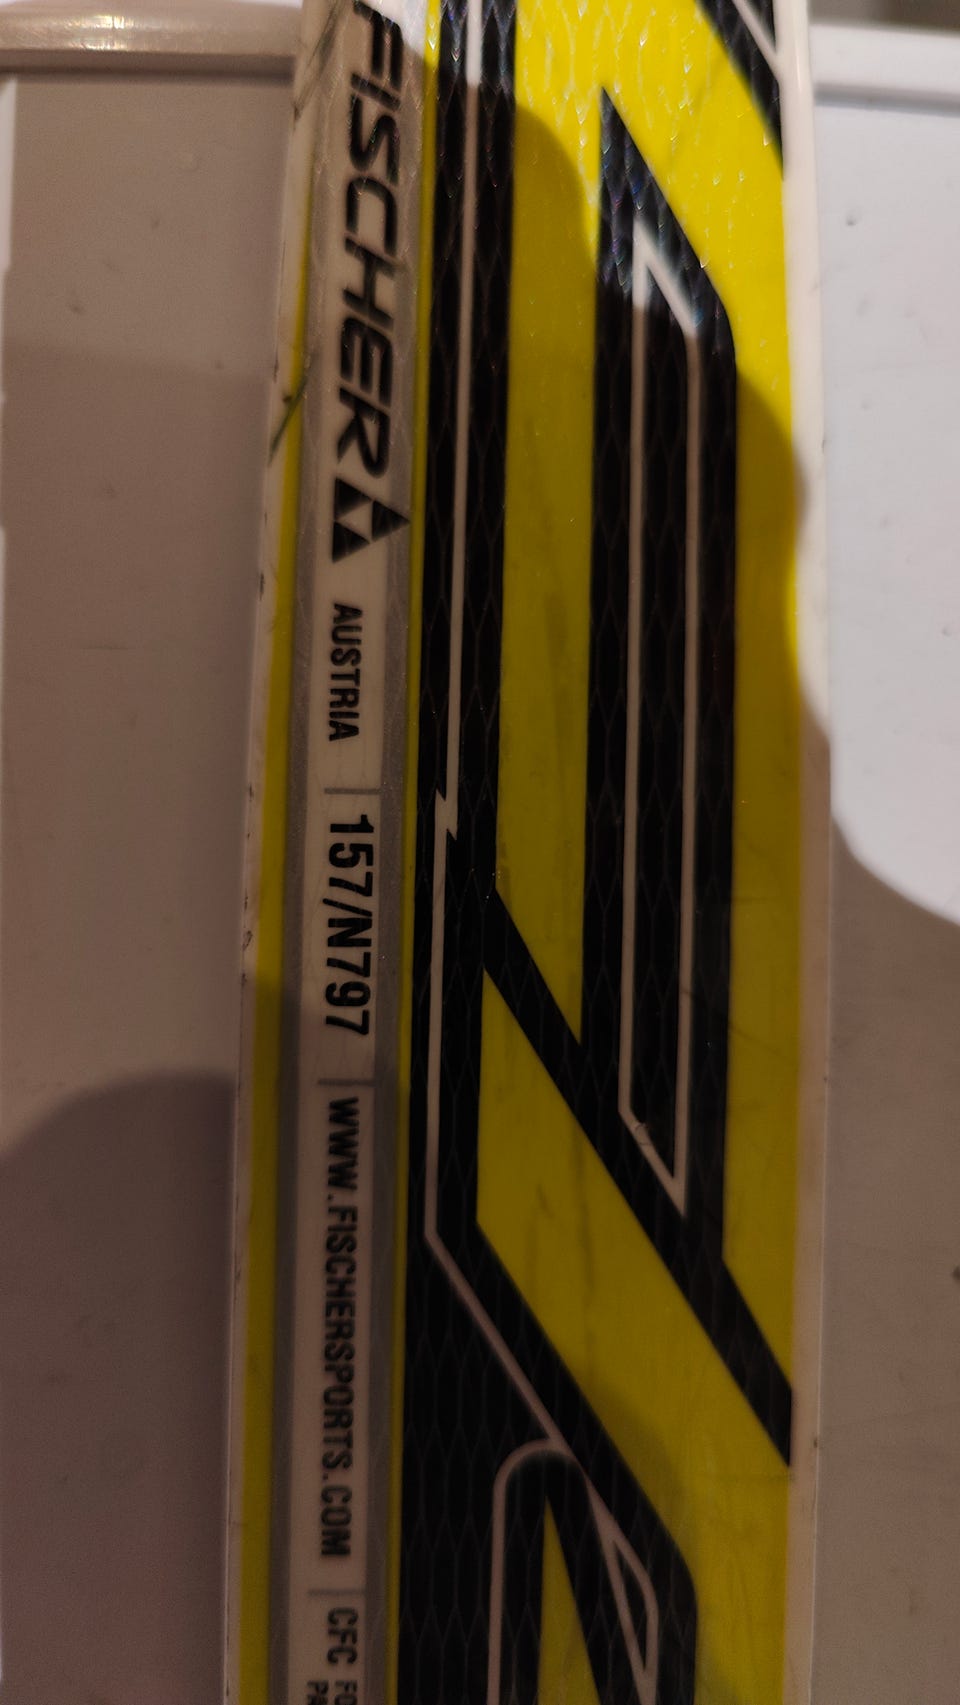 FISCHER AUSTRIA | 157/N797 | WWW.FISCHERSPORTS.COM | CFC